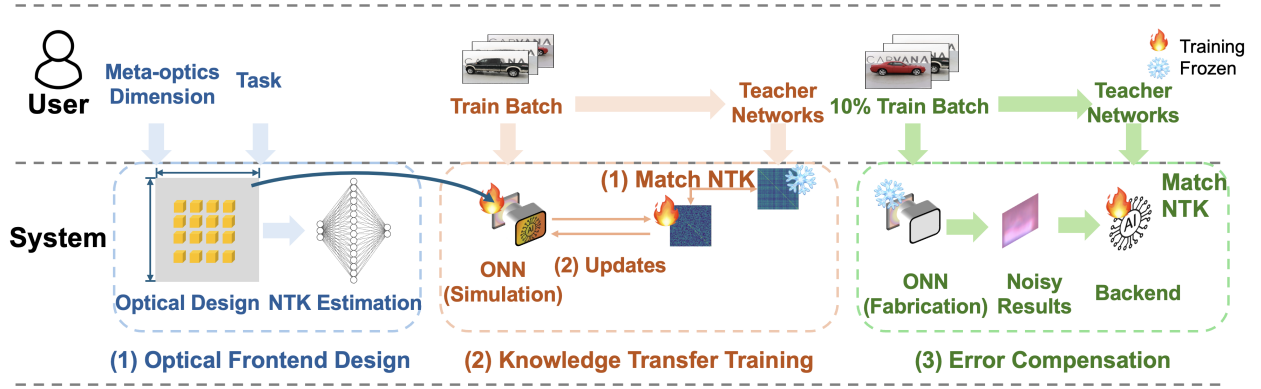 User
Meta-optics
Dimension
Task
Train Batch
Teacher
Networks
10% Train Batch
Teacher
Networks
Training
Frozen
System
Optical Design
NTK Estimation
(1) Optical Frontend Design
(1) Match NTK
AI
ONN
(Simulation)
(2) Updates
(2) Knowledge Transfer Training
Match
NTK
AI
ONN
(Fabrication)
Noisy
Results
Backend
(3) Error Compensation